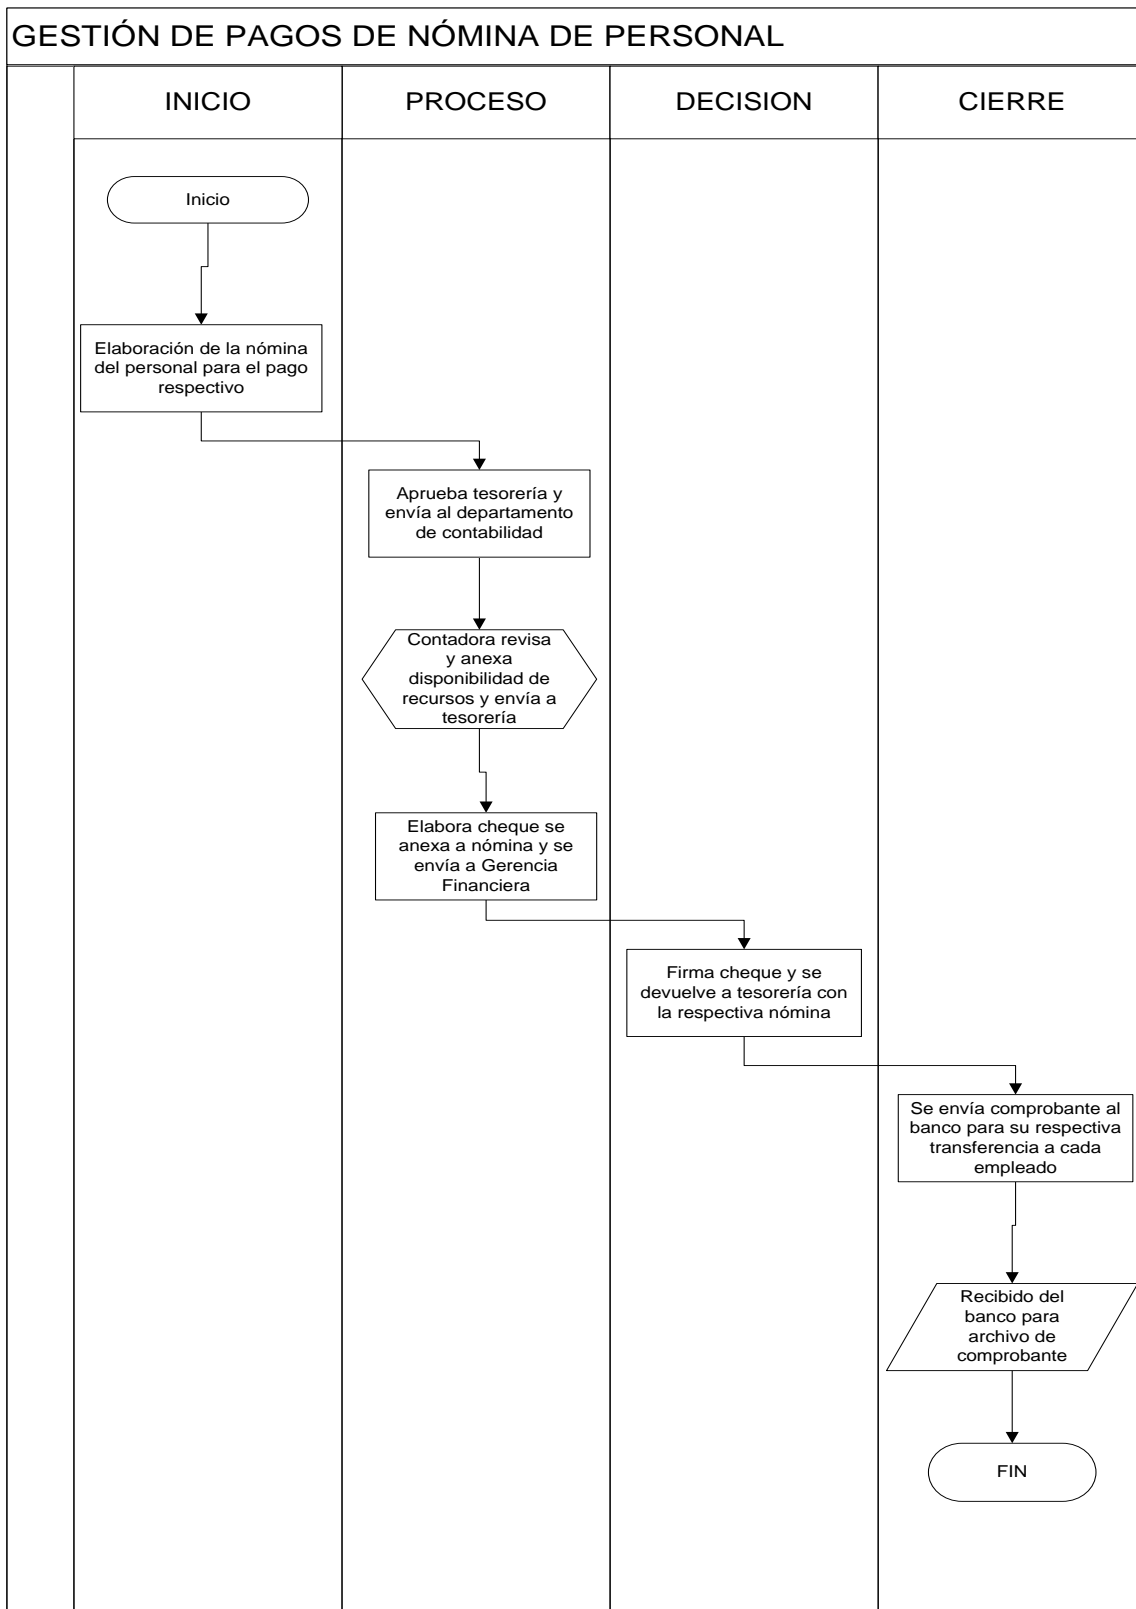 GESTIÓN DE PAGOS DE NÓMINA DE PERSONAL
INICIO
PROCESO
DECISION
CIERRE
Inicio
Elaboración de la nómina
del personal para el pago
respectivo
Aprueba tesorería y
envía al departamento
de contabilidad
Contadora revisa
y anexa
disponibilidad de
recursos y envía a
tesorería
Elabora cheque se
anexa a nómina y se
envía a Gerencia
Financiera
Firma cheque y se
devuelve a tesorería con
la respectiva nómina
Se envía comprobante al
banco para su respectiva
transferencia a cada
empleado
Recibido del
banco para
archivo de
comprobante
FIN